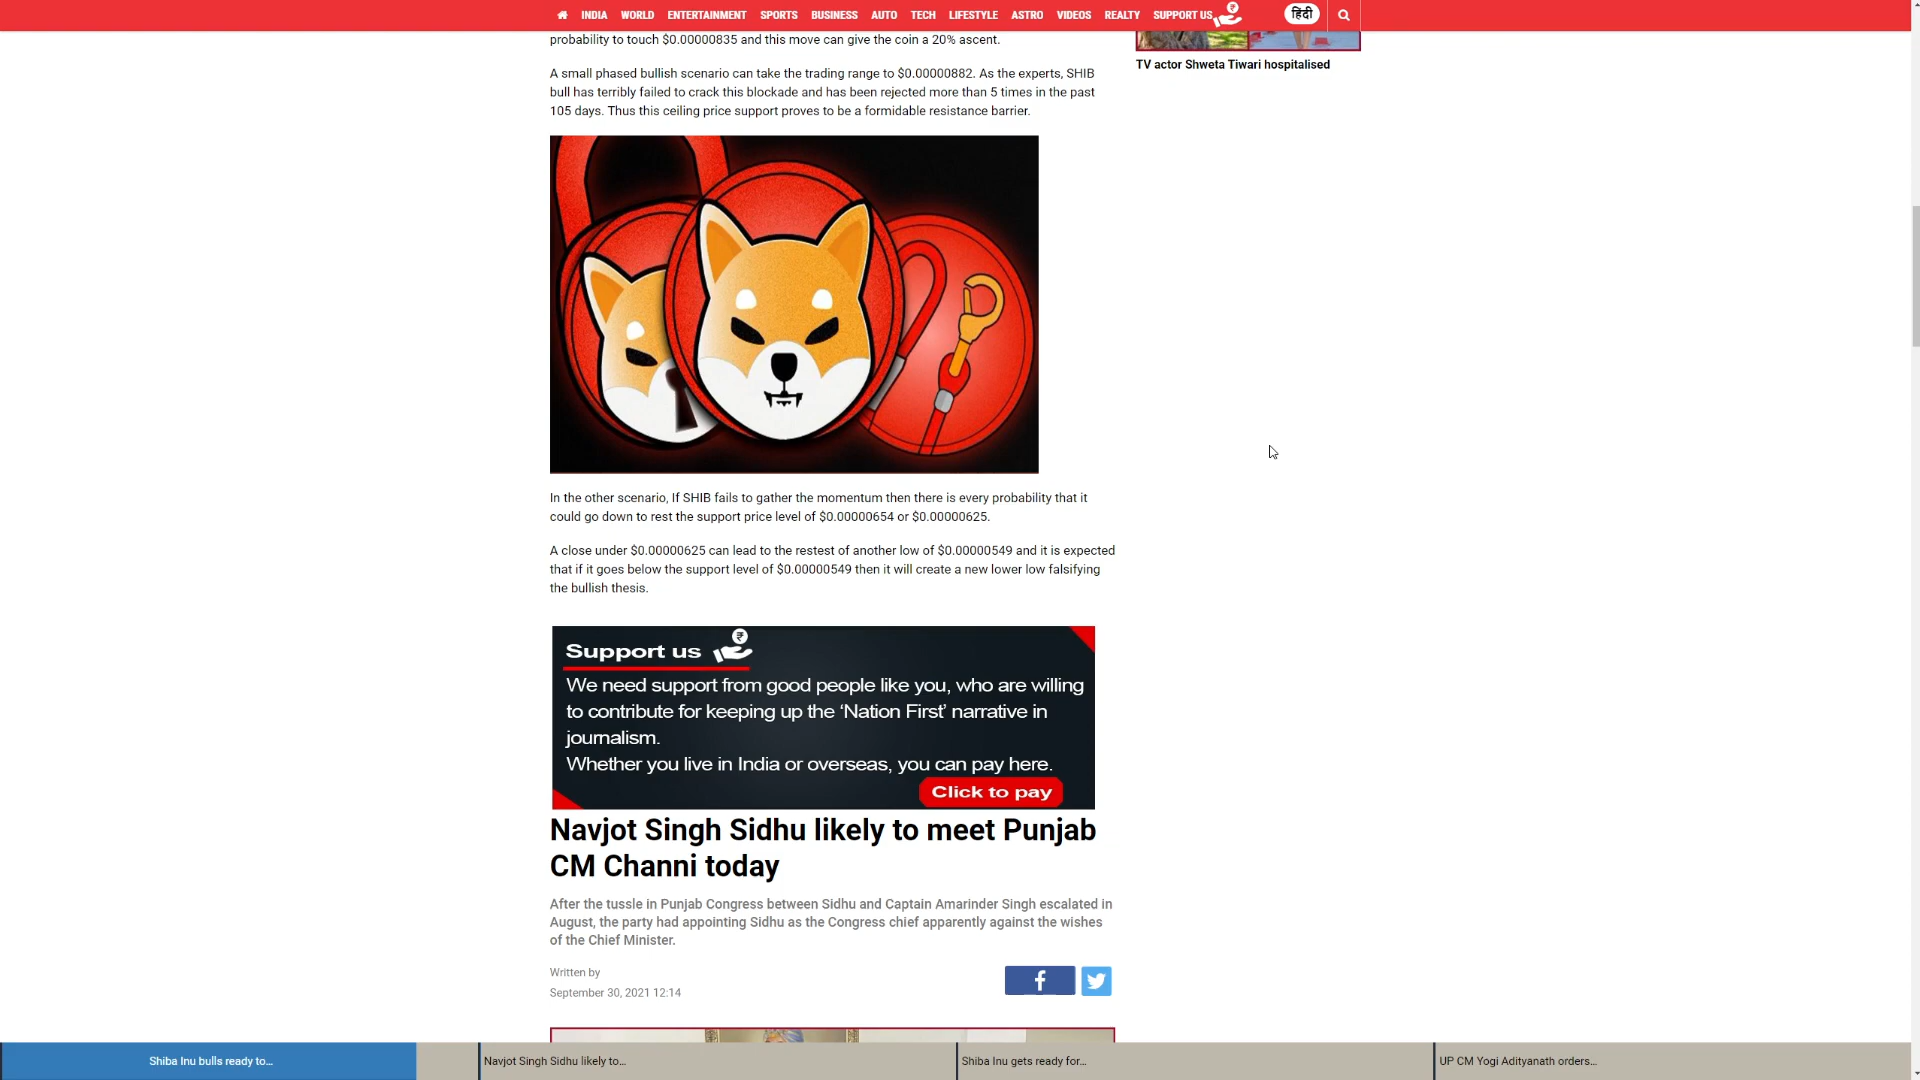 INDIA WORLD ENTERTAINMENT SPORTS BUSINESS AUTO TECH LIFESTYLE ASTRO VIDEOS REALTY SUPPORT US ₹ हिंदी
probability to touch $0.00000835 and this move can give the coin a 20% ascent.
TV actor Shweta Tiwari hospitalised
A small phased bullish scenario can take the trading range to $0.00000882. As the experts, SHIB
bull has terribly failed to crack this blockade and has been rejected more than 5 times in the past
105 days. Thus this ceiling price support proves to be a formidable resistance barrier.
In the other scenario, If SHIB fails to gather the momentum then there is every probability that it
could go down to rest the support price level of $0.00000654 or $0.00000625.
A close under $0.00000625 can lead to the restest of another low of $0.00000549 and it is expected
that if it goes below the support level of $0.00000549 then it will create a new lower low falsifying
the bullish thesis.
Support us ₹
We need support from good people like you, who are willing
to contribute for keeping up the ‘Nation First’ narrative in
journalism.
Whether you live in India or overseas, you can pay here.
Click to pay
Navjot Singh Sidhu likely to meet Punjab
CM Channi today
After the tussle in Punjab Congress between Sidhu and Captain Amarinder Singh escalated in
August, the party had appointing Sidhu as the Congress chief apparently against the wishes
of the Chief Minister.
Written by
September 30, 2021 12:14
Shiba Inu bulls ready to...
Navjot Singh Sidhu likely to...
Shiba Inu gets ready for...
UP CM Yogi Adityanath orders...